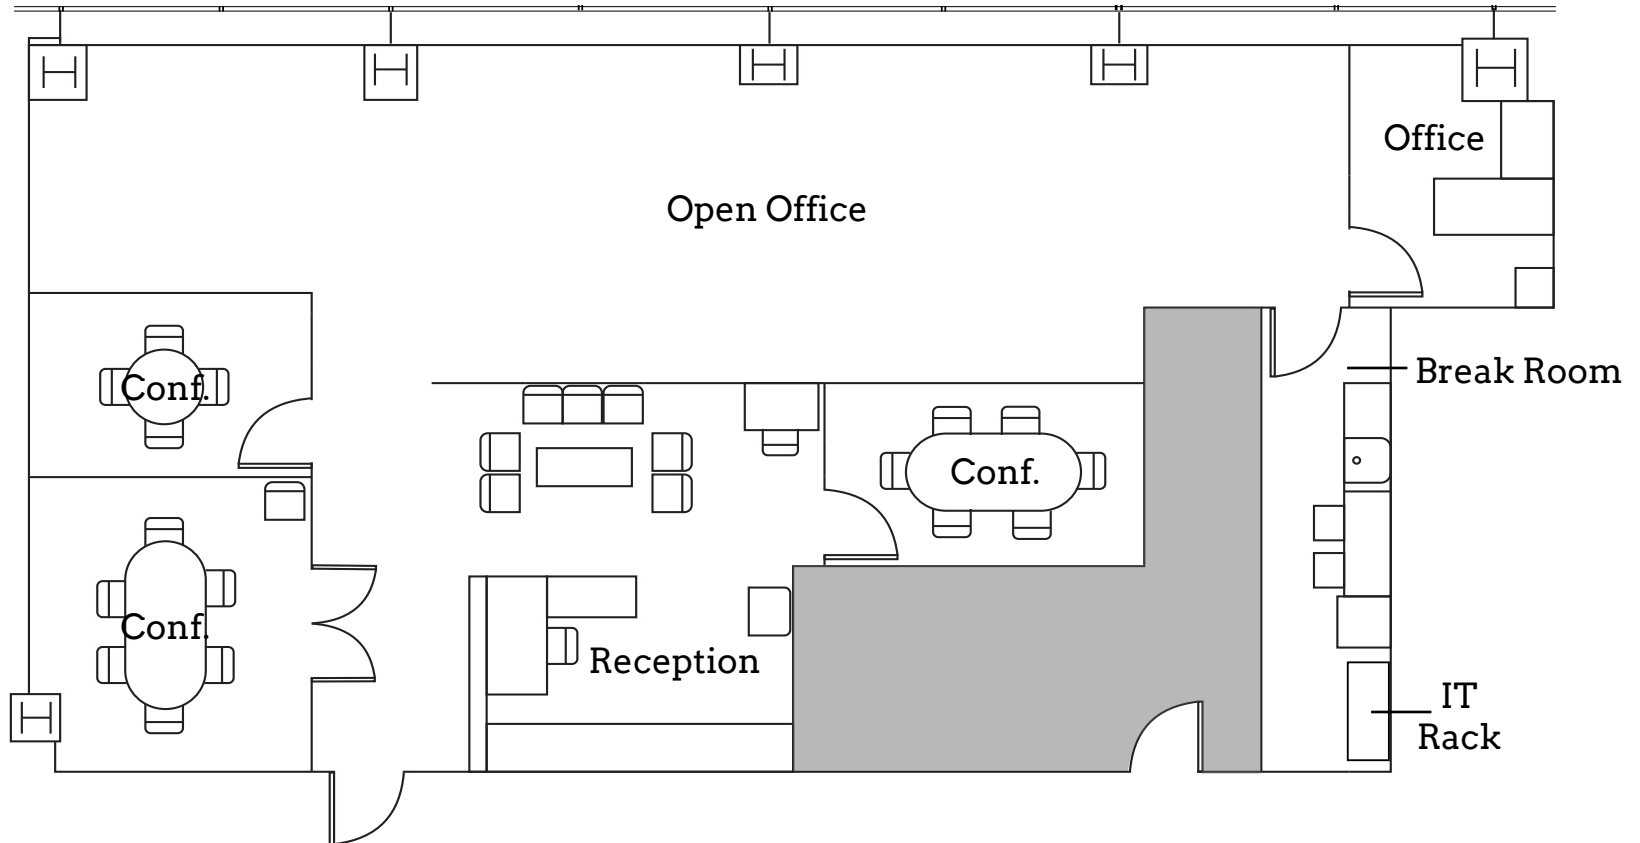 Office
Open Office
Break Room
Conf.
Conf.
Conf.
Reception
IT
Rack